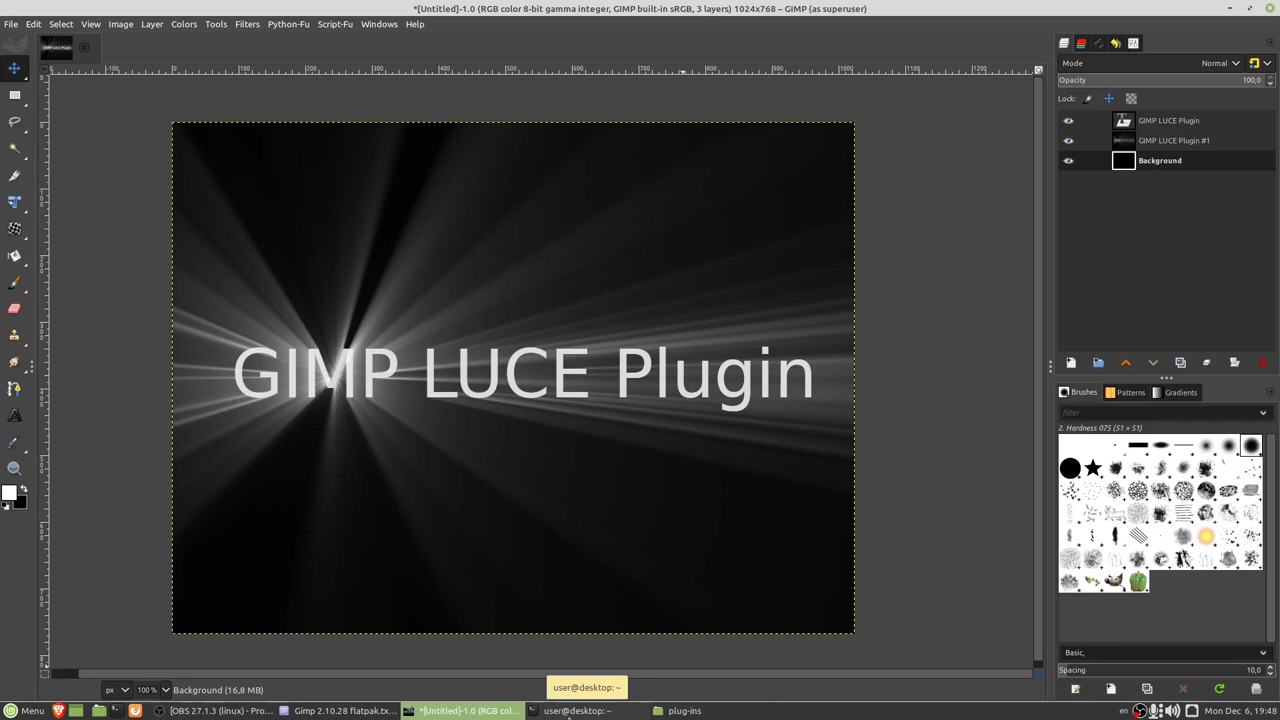 *[Untitled]-1.0 (RGB color 8-bit gamma integer, GIMP built-in sRGB, 3 layers) 1024x768 – GIMP (as superuser)
File Edit Select View Image Layer Colors Tools Filters Python-Fu Script-Fu Windows Help
Mode Normal
Opacity 100,0
Lock:
GIMP LUCE Plugin
GIMP LUCE Plugin #1
Background
GIMP LUCE Plugin
Brushes Patterns Gradients
filter
2. Hardness 075 (51 × 51)
Basic,
Spacing 10,0
px 100 % Background (16,8 MB)
user@desktop: ~
Menu [OBS 27.1.3 (linux) - Pro... Gimp 2.10.28 flatpak.txt... *[Untitled]-1.0 (RGB col... user@desktop: ~ plug-ins en Mon Dec 6, 19:48